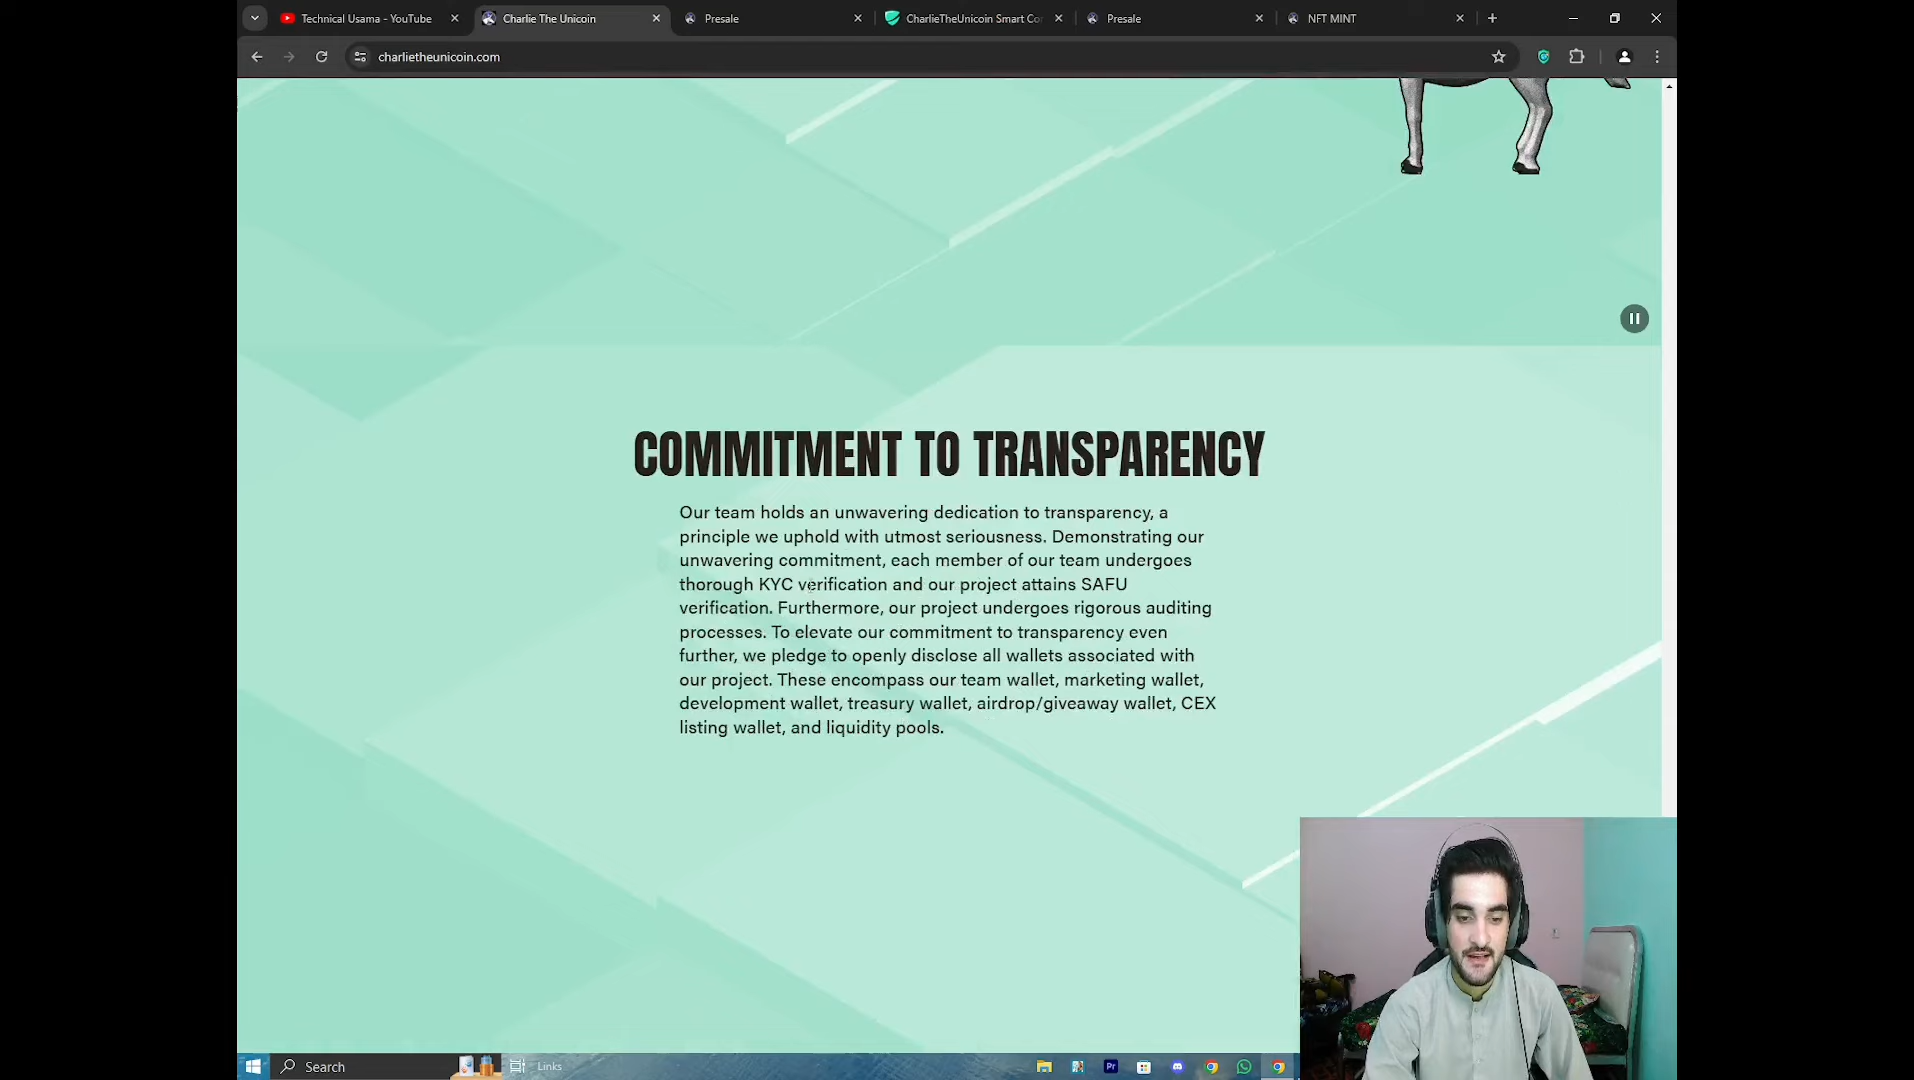 Technical Usama - YouTube
Charlie The Unicoin
Presale
CharlieTheUnicoin Smart Co
Presale
NFT MINT
charlietheunicoin.com
COMMITMENT TO TRANSPARENCY
Our team holds an unwavering dedication to transparency, a
principle we uphold with utmost seriousness. Demonstrating our
unwavering commitment, each member of our team undergoes
thorough KYC verification and our project attains SAFU
verification. Furthermore, our project undergoes rigorous auditing
processes. To elevate our commitment to transparency even
further, we pledge to openly disclose all wallets associated with
our project. These encompass our team wallet, marketing wallet,
development wallet, treasury wallet, airdrop/giveaway wallet, CEX
listing wallet, and liquidity pools.
Search
Links
Pr